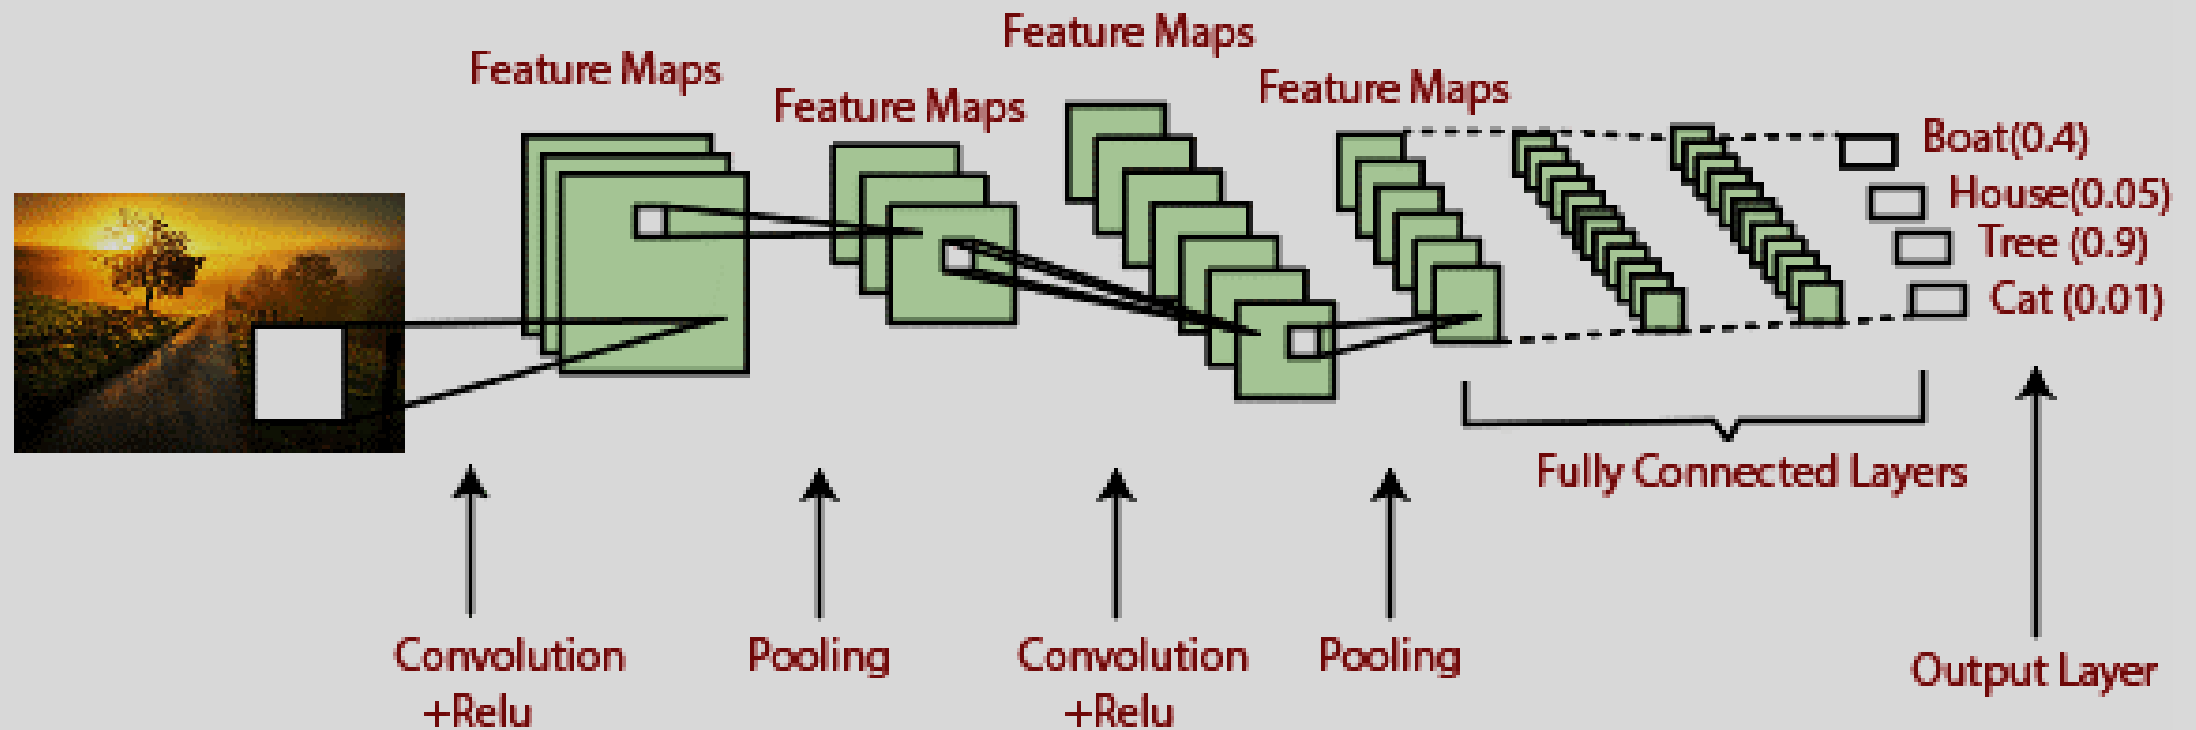 Feature Maps
Feature Maps
Feature Maps
Feature Maps
Boat(0.4)
House(0.05)
Tree (0.9)
Cat (0.01)
Fully Connected Layers
Convolution
+Relu
Pooling
Convolution
+Relu
Pooling
Output Layer